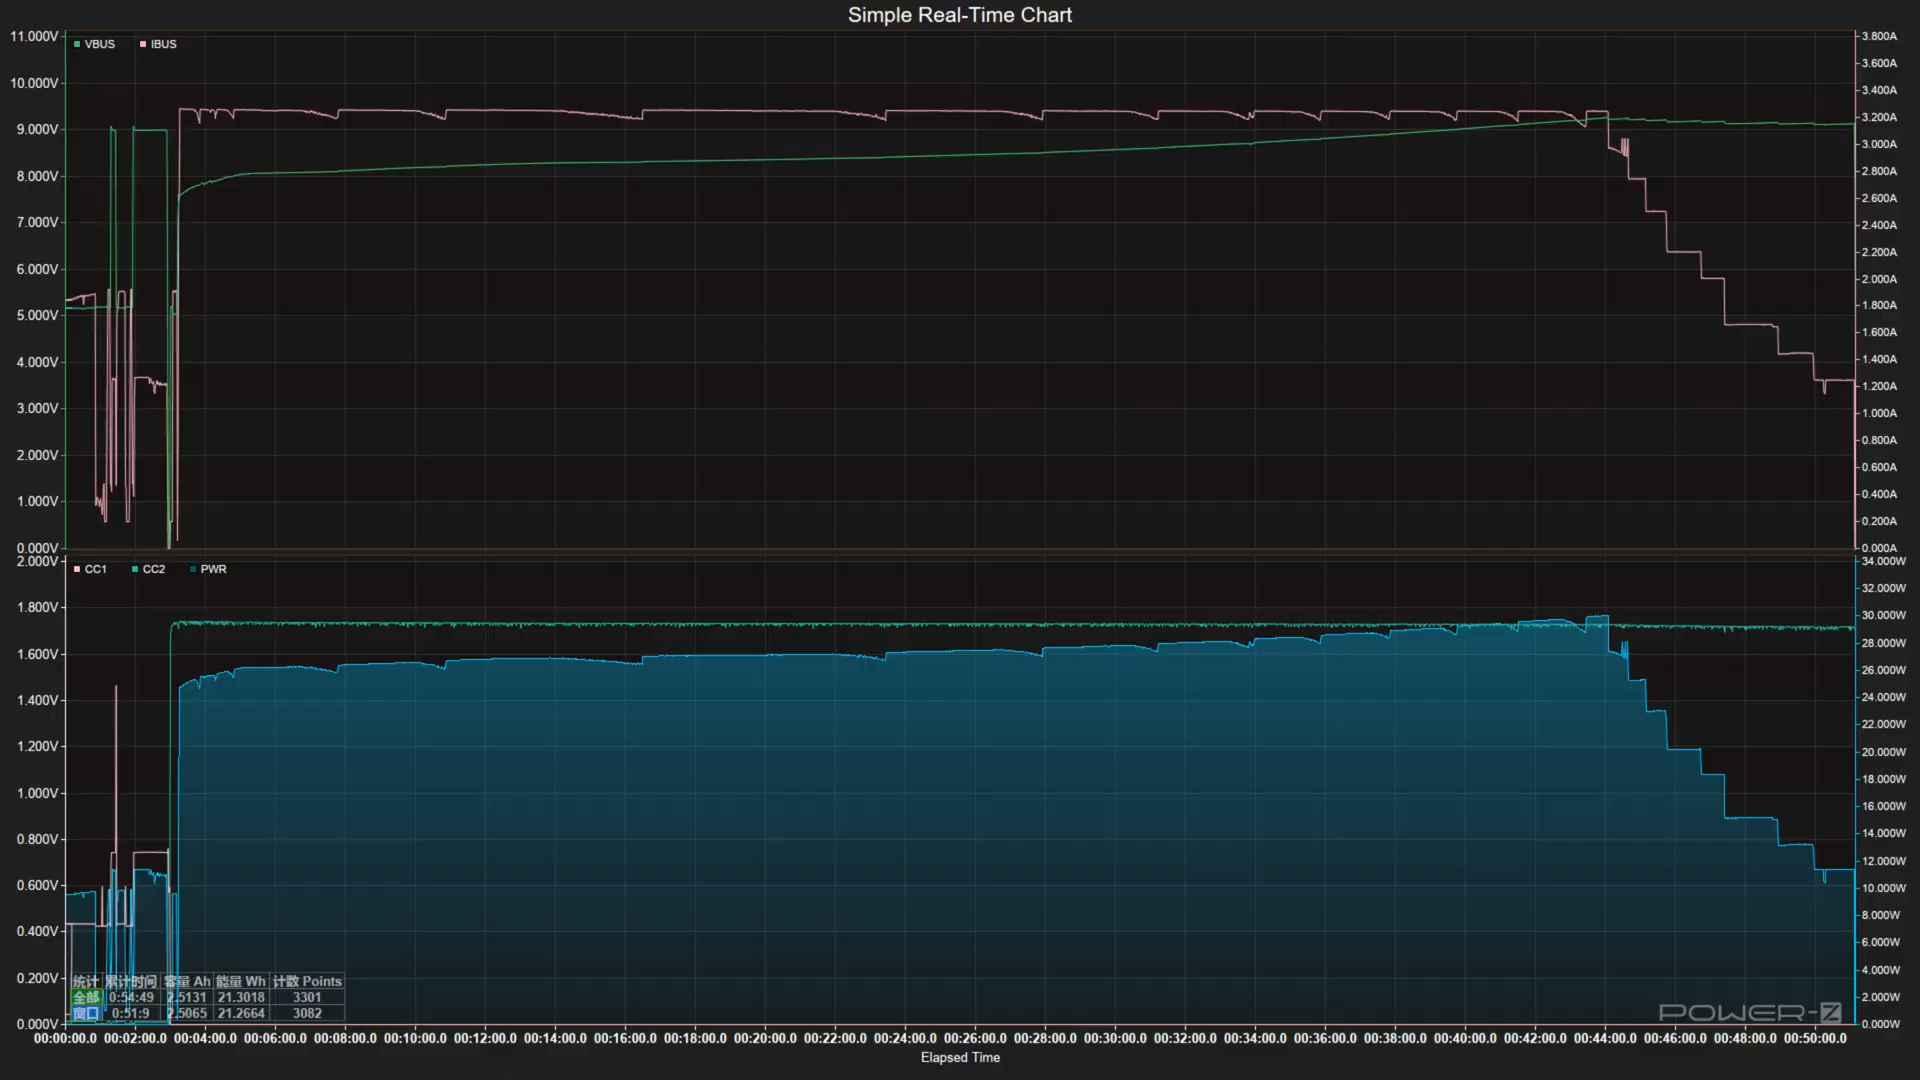 Simple Real-Time Chart
VBUS IBUS
11.000V
10.000V
9.000V
8.000V
7.000V
6.000V
5.000V
4.000V
3.000V
2.000V
1.000V
0.000V
3.800A
3.600A
3.400A
3.200A
3.000A
2.800A
2.600A
2.400A
2.200A
2.000A
1.800A
1.600A
1.400A
1.200A
1.000A
0.800A
0.600A
0.400A
0.200A
0.000A
CC1 CC2 PWR
2.000V
1.800V
1.600V
1.400V
1.200V
1.000V
0.800V
0.600V
0.400V
0.200V
0.000V
34.000W
32.000W
30.000W
28.000W
26.000W
24.000W
22.000W
20.000W
18.000W
16.000W
14.000W
12.000W
10.000W
8.000W
6.000W
4.000W
2.000W
0.000W
统计 累计时间 容量 Ah 能量 Wh 计数 Points
全部 0:54:49 2.5131 21.3018 3301
窗口 0:51:9 2.5065 21.2664 3082
POWER-Z
00:00:00.0 00:02:00.0 00:04:00.0 00:06:00.0 00:08:00.0 00:10:00.0 00:12:00.0 00:14:00.0 00:16:00.0 00:18:00.0 00:20:00.0 00:22:00.0 00:24:00.0 00:26:00.0 00:28:00.0 00:30:00.0 00:32:00.0 00:34:00.0 00:36:00.0 00:38:00.0 00:40:00.0 00:42:00.0 00:44:00.0 00:46:00.0 00:48:00.0 00:50:00.0
Elapsed Time